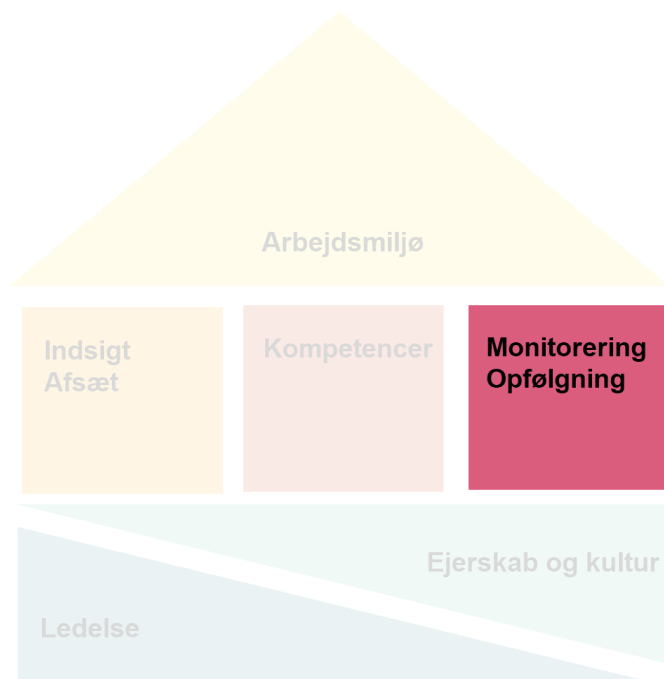 Arbejdsmiljø
Indsigt
Afsæt
Kompetencer
Monitorering
Opfølgning
Ejerskab og kultur
Ledelse